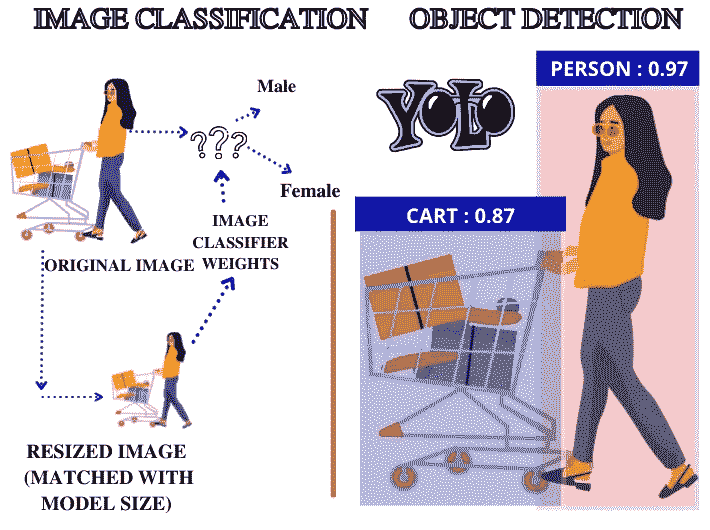 IMAGE CLASSIFICATION
OBJECT DETECTION
PERSON : 0.97
YOLO
Male
???
Female
CART : 0.87
IMAGE
CLASSIFIER
WEIGHTS
ORIGINAL IMAGE
RESIZED IMAGE
(MATCHED WITH
MODEL SIZE)